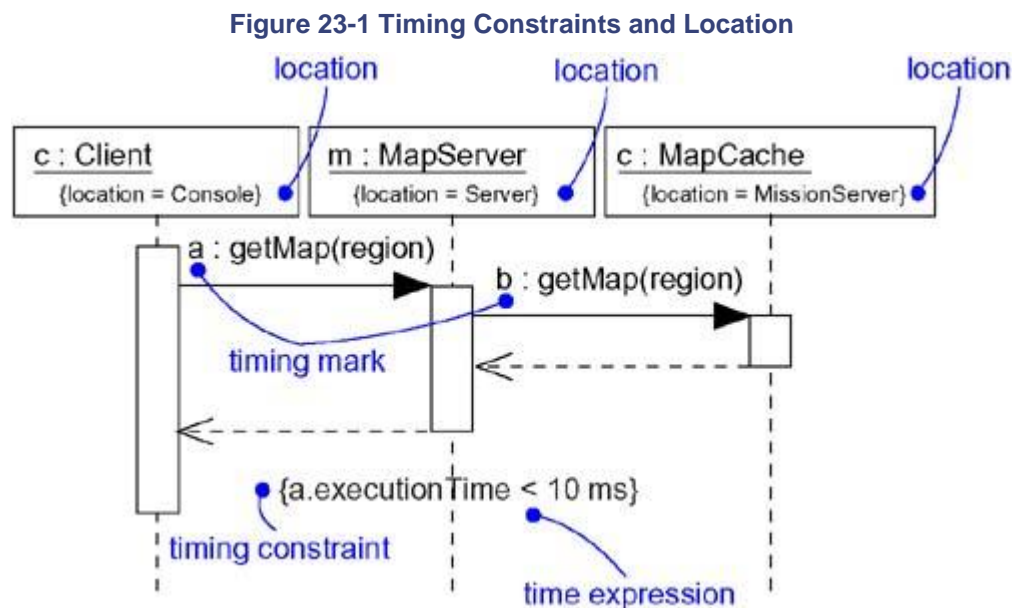 Figure 23-1 Timing Constraints and Location
location
location
location
c : Client
{location = Console}
m : MapServer
{location = Server}
c : MapCache
{location = MissionServer}
a : getMap(region)
b : getMap(region)
timing mark
{a.executionTime < 10 ms}
timing constraint
time expression